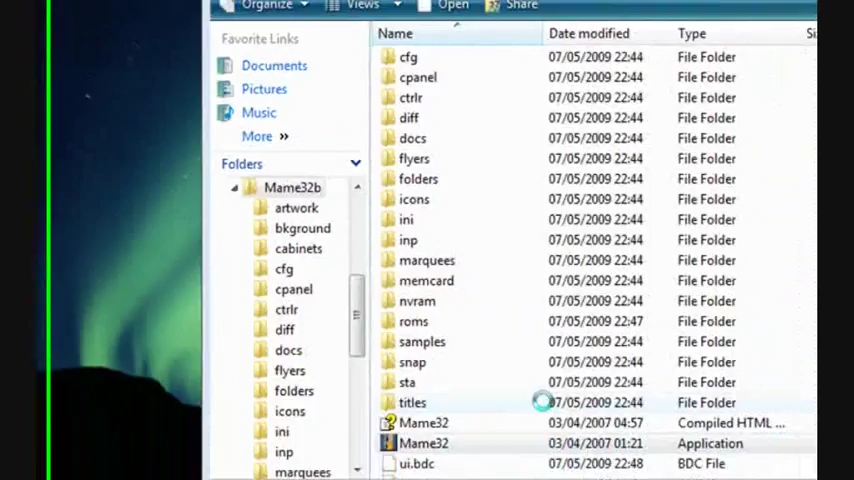 Organize Views Open Share
Favorite Links
Documents
Pictures
Music
More »
Folders
Mame32b
artwork
bkground
cabinets
cfg
cpanel
ctrlr
diff
docs
flyers
folders
icons
ini
inp
marquees
Name Date modified Type
cfg 07/05/2009 22:44 File Folder
cpanel 07/05/2009 22:44 File Folder
ctrlr 07/05/2009 22:44 File Folder
diff 07/05/2009 22:44 File Folder
docs 07/05/2009 22:44 File Folder
flyers 07/05/2009 22:44 File Folder
folders 07/05/2009 22:44 File Folder
icons 07/05/2009 22:44 File Folder
ini 07/05/2009 22:44 File Folder
inp 07/05/2009 22:44 File Folder
marquees 07/05/2009 22:44 File Folder
memcard 07/05/2009 22:44 File Folder
nvram 07/05/2009 22:44 File Folder
roms 07/05/2009 22:47 File Folder
samples 07/05/2009 22:44 File Folder
snap 07/05/2009 22:44 File Folder
sta 07/05/2009 22:44 File Folder
titles 07/05/2009 22:44 File Folder
Mame32 03/04/2007 04:57 Compiled HTML ...
Mame32 03/04/2007 01:21 Application
ui.bdc 07/05/2009 22:48 BDC File